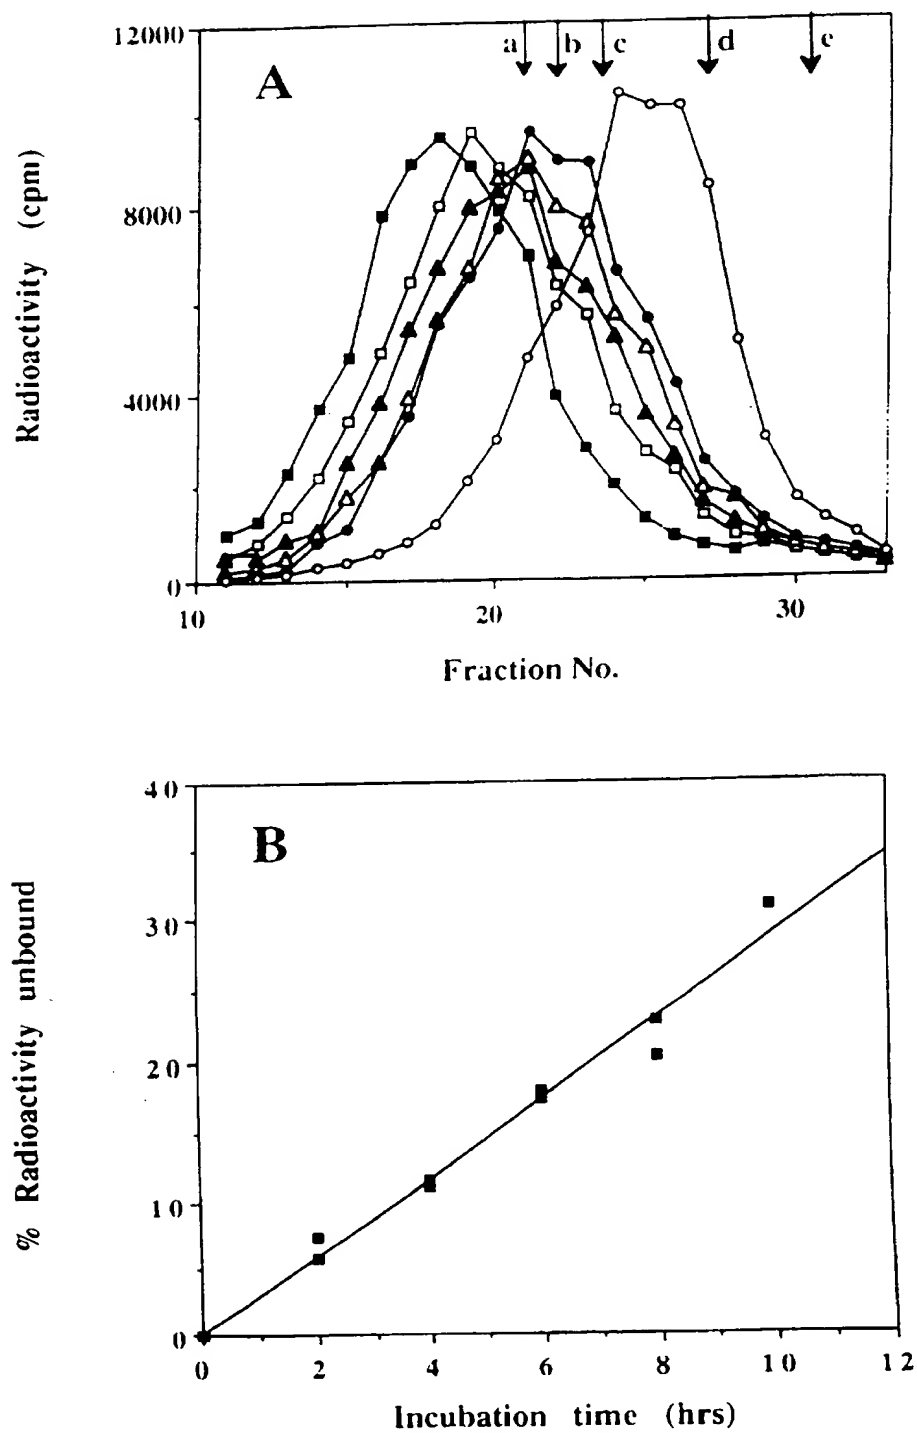 12000
a
b
c
d
e
A
8000
4000
0
10
20
30
Radioactivity (cpm)
Fraction No.
40
B
30
20
10
0
0
2
4
6
8
10
12
% Radioactivity unbound
Incubation time (hrs)